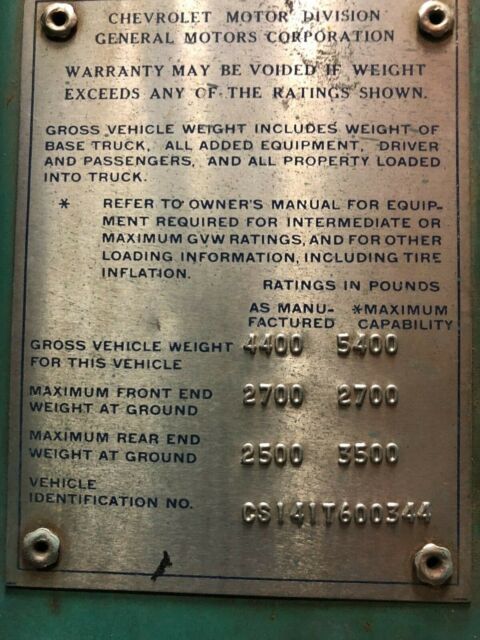 CHEVROLET MOTOR DIVISION
GENERAL MOTORS CORPORATION
WARRANTY MAY BE VOIDED IF WEIGHT
EXCEEDS ANY OF THE RATINGS SHOWN.
GROSS VEHICLE WEIGHT INCLUDES WEIGHT OF
BASE TRUCK, ALL ADDED EQUIPMENT, DRIVER
AND PASSENGERS, AND ALL PROPERTY LOADED
INTO TRUCK.
* REFER TO OWNER'S MANUAL FOR EQUIP-
MENT REQUIRED FOR INTERMEDIATE OR
MAXIMUM GVW RATINGS, AND FOR OTHER
LOADING INFORMATION, INCLUDING TIRE
INFLATION.
RATINGS IN POUNDS
AS MANU- *MAXIMUM
FACTURED CAPABILITY
GROSS VEHICLE WEIGHT 4400 5400
FOR THIS VEHICLE
MAXIMUM FRONT END 2700 2700
WEIGHT AT GROUND
MAXIMUM REAR END
WEIGHT AT GROUND 2500 3500
VEHICLE
IDENTIFICATION NO. CS141T600344